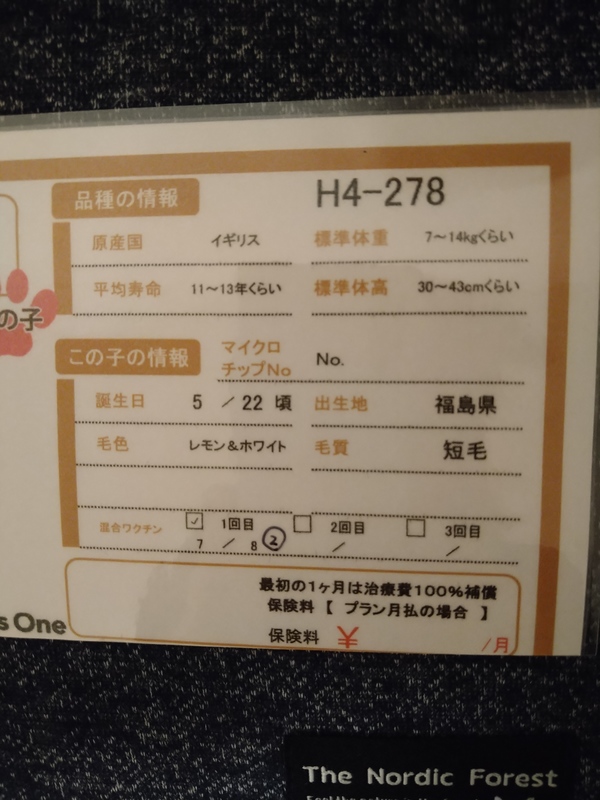 品種の情報 H4-278
原産国 イギリス 標準体重 7～14kgくらい
平均寿命 11～13年くらい 標準体高 30～43cmくらい
の子
この子の情報 マイクロチップNo No.
誕生日 5 / 22 頃 出生地 福島県
毛色 レモン&ホワイト 毛質 短毛
混合ワクチン ☑ 1回目 □ 2回目 □ 3回目
7 / 8 ② / /
最初の1ヶ月は治療費100%補償
保険料【 プラン月払の場合 】
s One
保険料 ¥ /月
The Nordic Forest